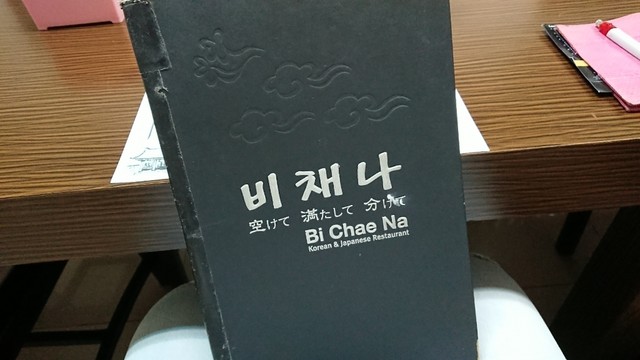 비채나
空けて 満たして 分けて
Bi Chae Na
Korean & Japanese Restaurant